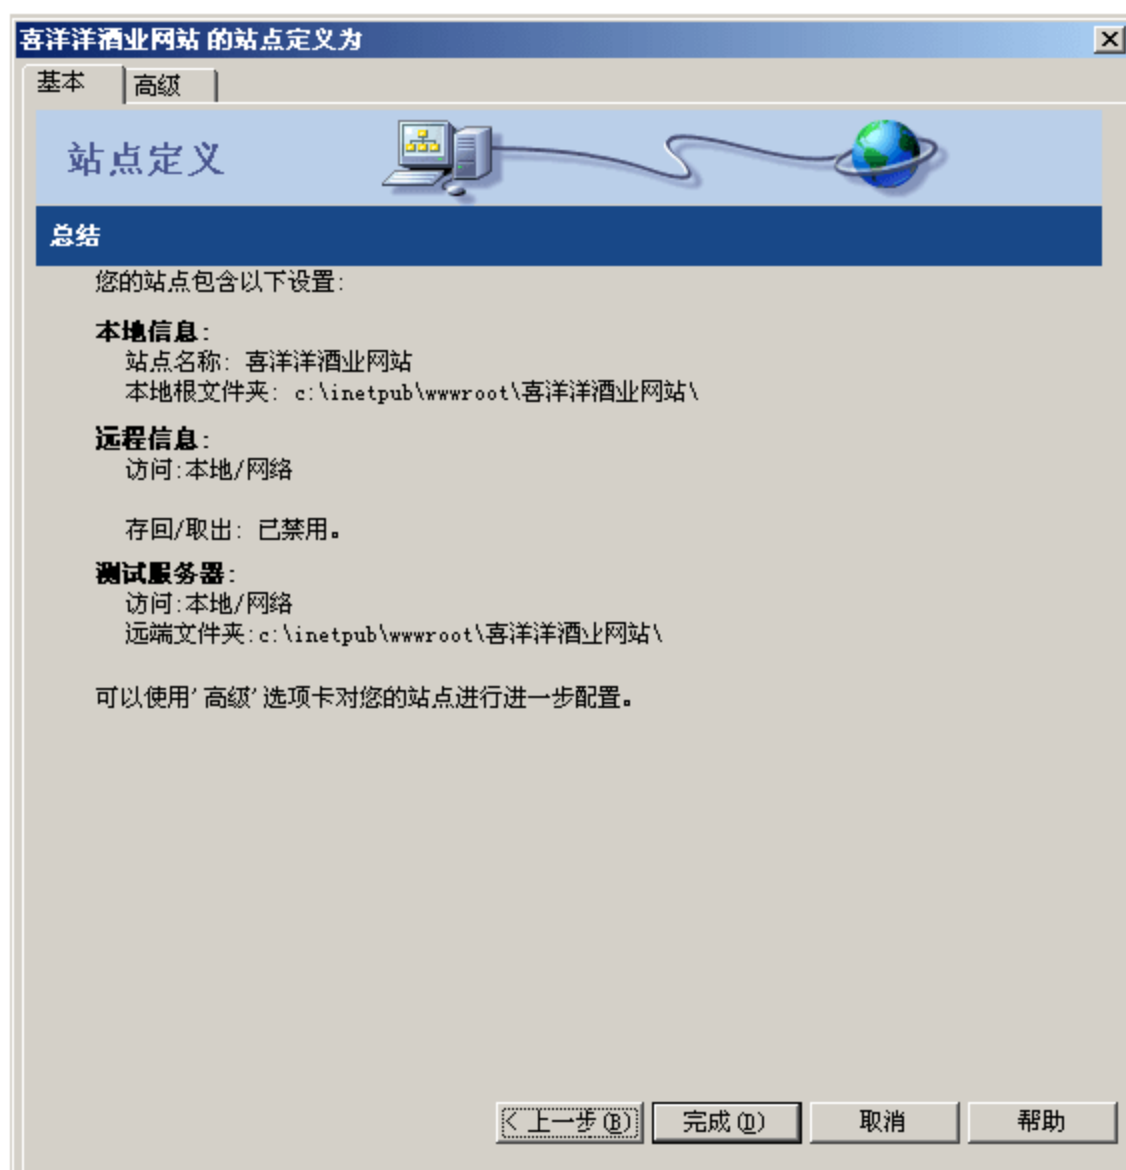 喜洋洋酒业网站 的站点定义为
基本 高级
站点定义
总结
您的站点包含以下设置:
本地信息:
站点名称: 喜洋洋酒业网站
本地根文件夹: c:\inetpub\wwwroot\喜洋洋酒业网站\
远程信息:
访问:本地/网络
存回/取出: 已禁用。
测试服务器:
访问:本地/网络
远端文件夹:c:\inetpub\wwwroot\喜洋洋酒业网站\
可以使用'高级'选项卡对您的站点进行进一步配置。
< 上一步(B) 完成(D) 取消 帮助